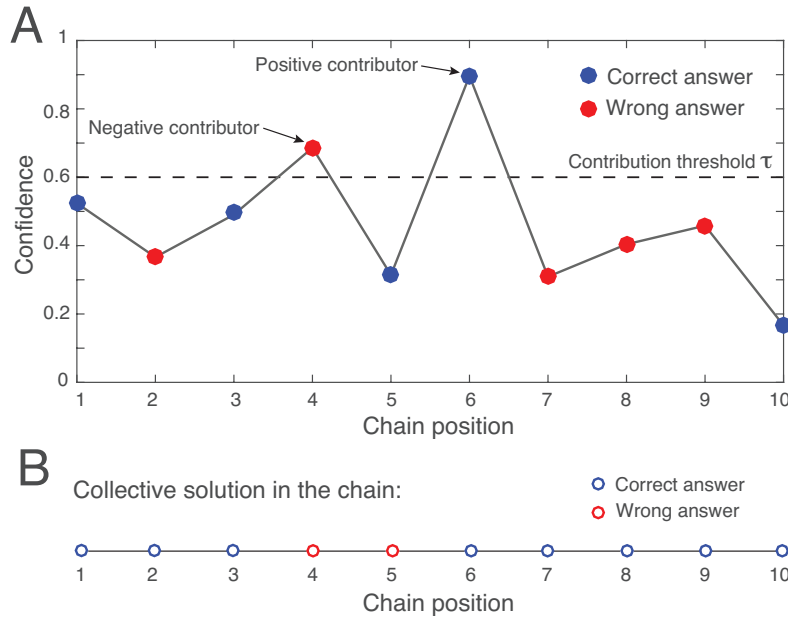 A
1
0.8
0.6
0.4
0.2
0
Confidence
Positive contributor
Negative contributor
Correct answer
Wrong answer
Contribution threshold τ
1 2 3 4 5 6 7 8 9 10
Chain position
B
Collective solution in the chain:
Correct answer
Wrong answer
1 2 3 4 5 6 7 8 9 10
Chain position